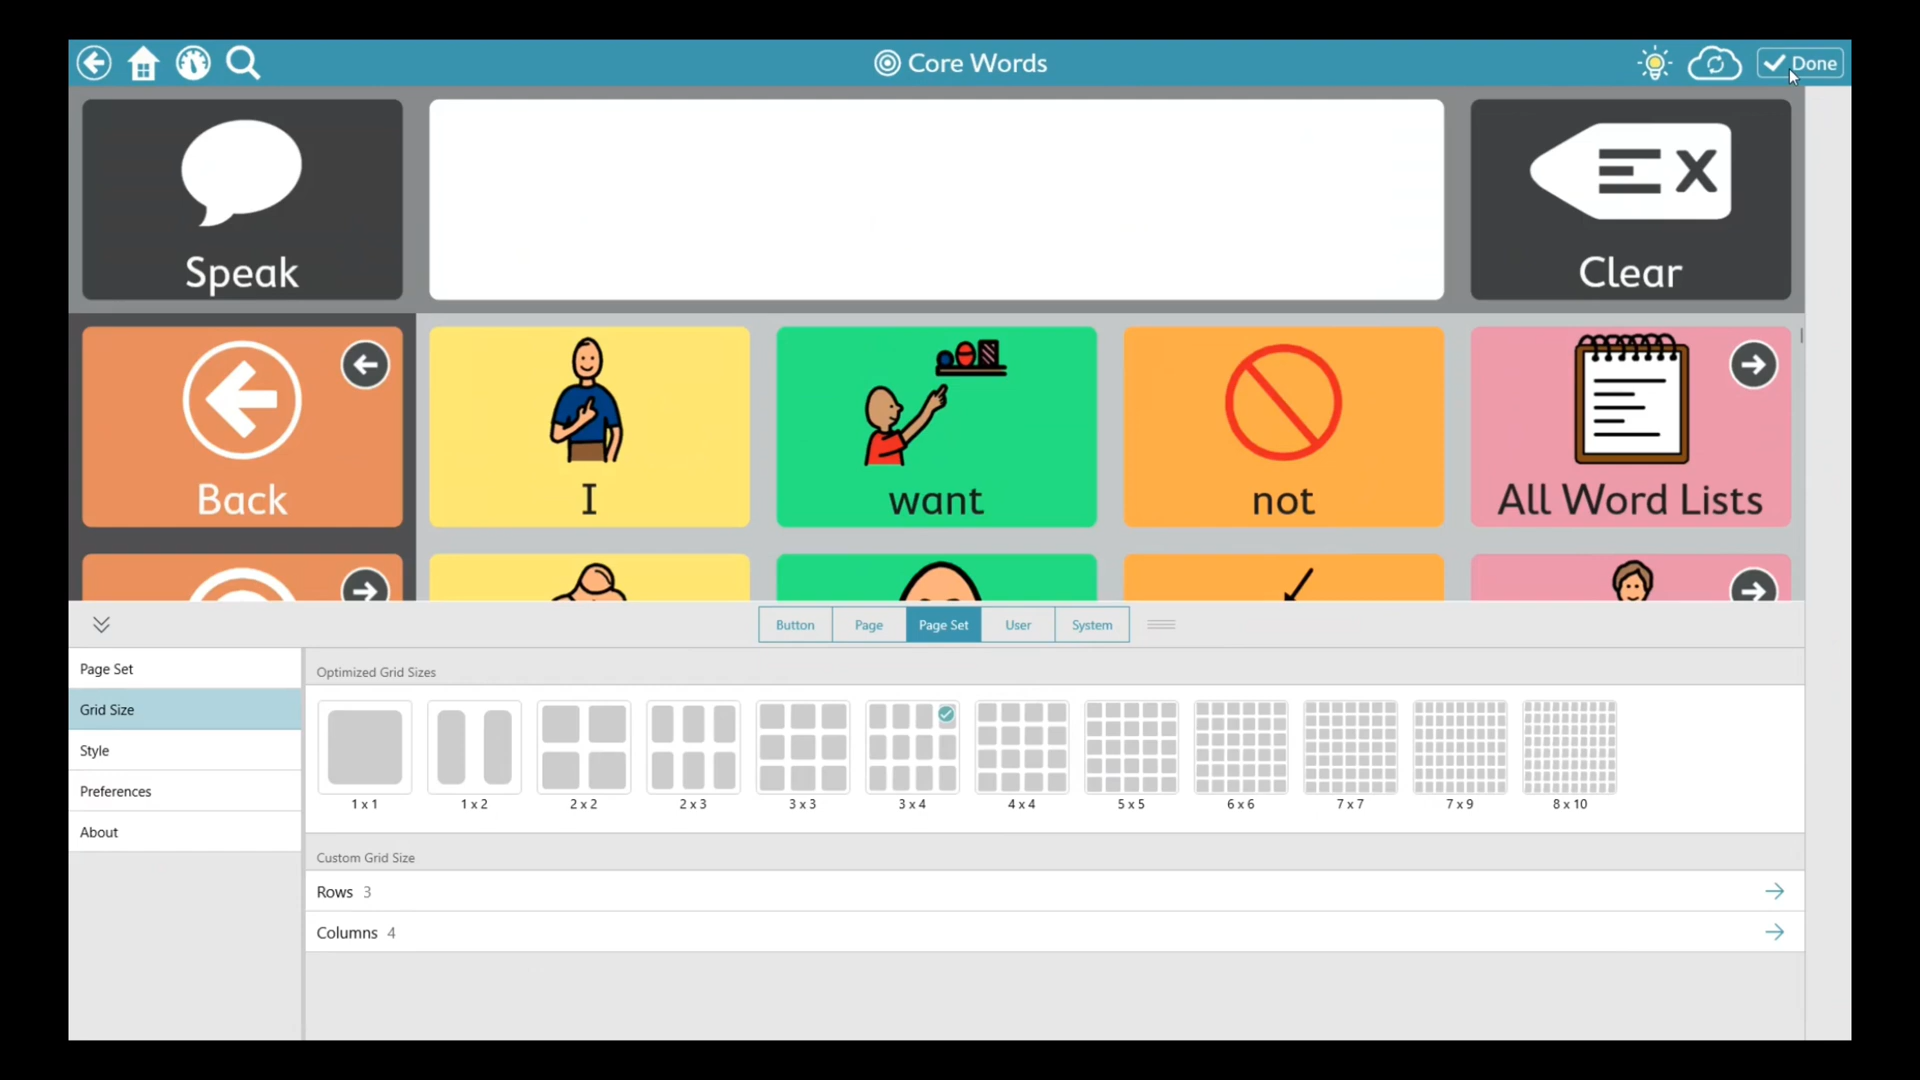 Core Words
Done
Speak
Clear
Back
I
want
not
All Word Lists
Button
Page
Page Set
User
System
Page Set
Grid Size
Style
Preferences
About
Optimized Grid Sizes
1 x 1
1 x 2
2 x 2
2 x 3
3 x 3
3 x 4
4 x 4
5 x 5
6 x 6
7 x 7
7 x 9
8 x 10
Custom Grid Size
Rows 3
Columns 4